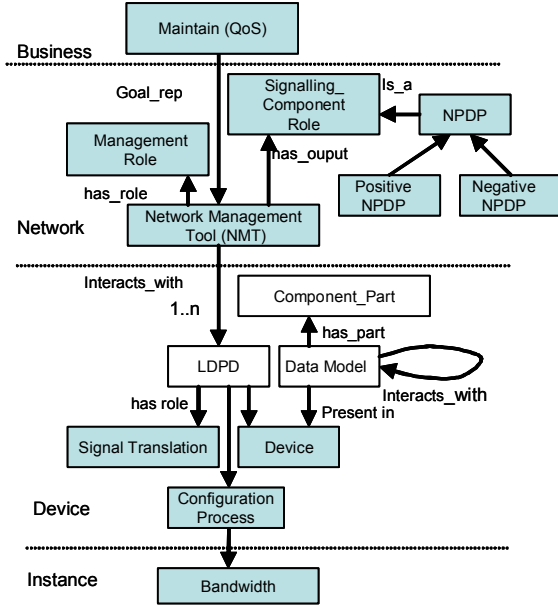 Maintain (QoS)
Business
Goal_rep
Signalling_
Component
Role
Is_a
NPDP
Management
Role
has_ouput
has_role
Positive
NPDP
Negative
NPDP
Network Management
Tool (NMT)
Network
Interacts_with
1..n
Component_Part
has_part
LDPD
Data Model
Interacts_with
has role
Present in
Signal Translation
Device
Configuration
Process
Device
Instance
Bandwidth